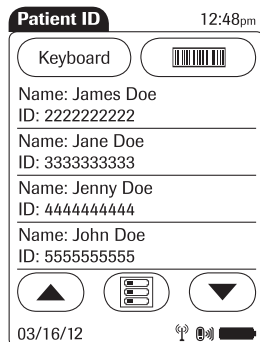 Patient ID 12:48pm
Keyboard
Name: James Doe
ID: 2222222222
Name: Jane Doe
ID: 3333333333
Name: Jenny Doe
ID: 4444444444
Name: John Doe
ID: 5555555555
03/16/12